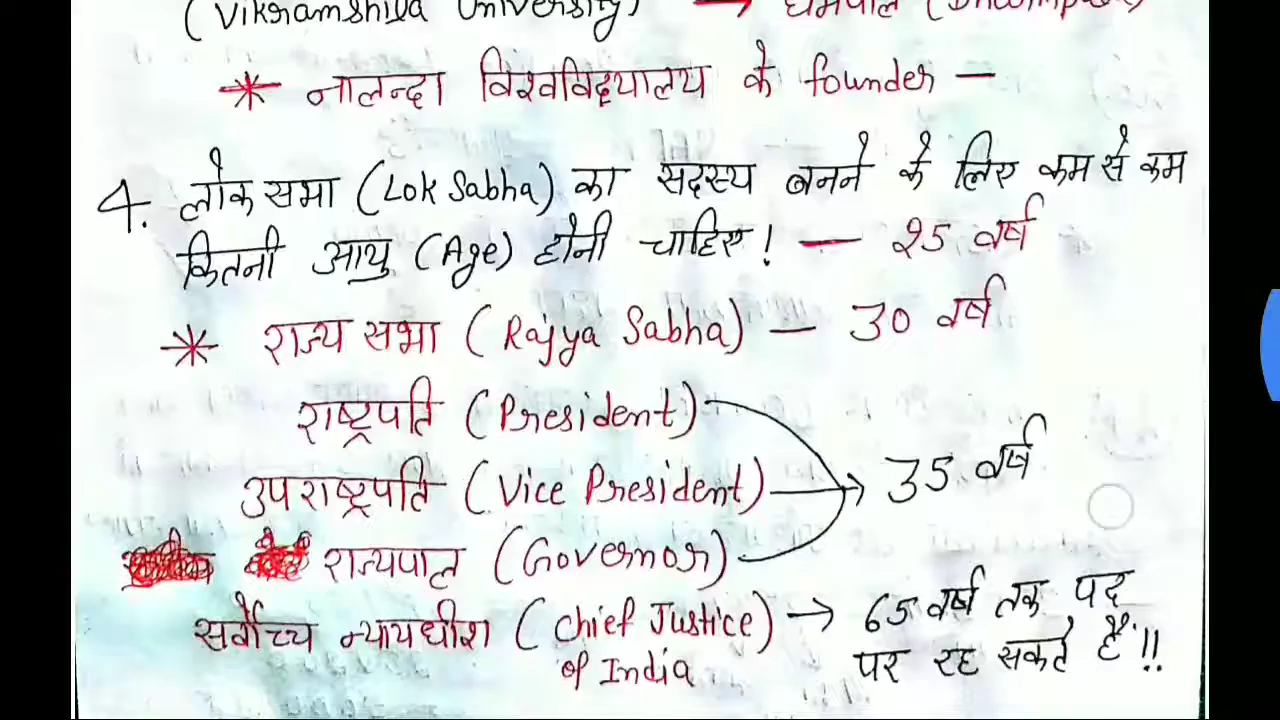 (Vikramshila University) → धर्मपाल
* नालन्दा विश्वविद्यालय के founder —
4. लोक सभा (Lok Sabha) का सदस्य बनने के लिए कम से कम
कितनी आयु (Age) होनी चाहिए! — 25 वर्ष
* राज्य सभा (Rajya Sabha) — 30 वर्ष
राष्ट्रपति (President)
उपराष्ट्रपति (Vice President) → 35 वर्ष
राज्यपाल (Governor)
सर्वोच्च न्यायधीश (Chief Justice) → 65 वर्ष तक पद
of India पर रह सकते हैं!!